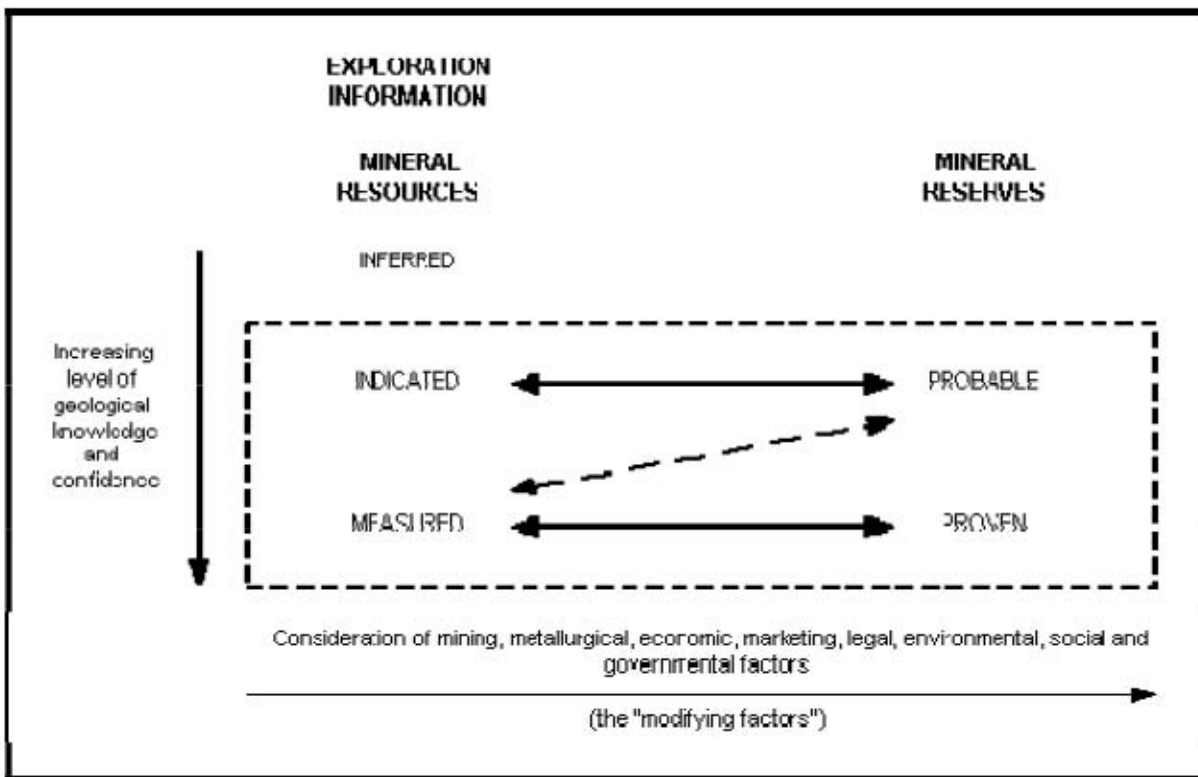 EXPLORATION
INFORMATION
MINERAL
RESOURCES
MINERAL
RESERVES
INFERRED
Increasing
level of
geological
knowledge
and
confidence
INDICATED
PROBABLE
MEASURED
PROVEN
Consideration of mining, metallurgical, economic, marketing, legal, environmental, social and
governmental factors
(the "modifying factors")